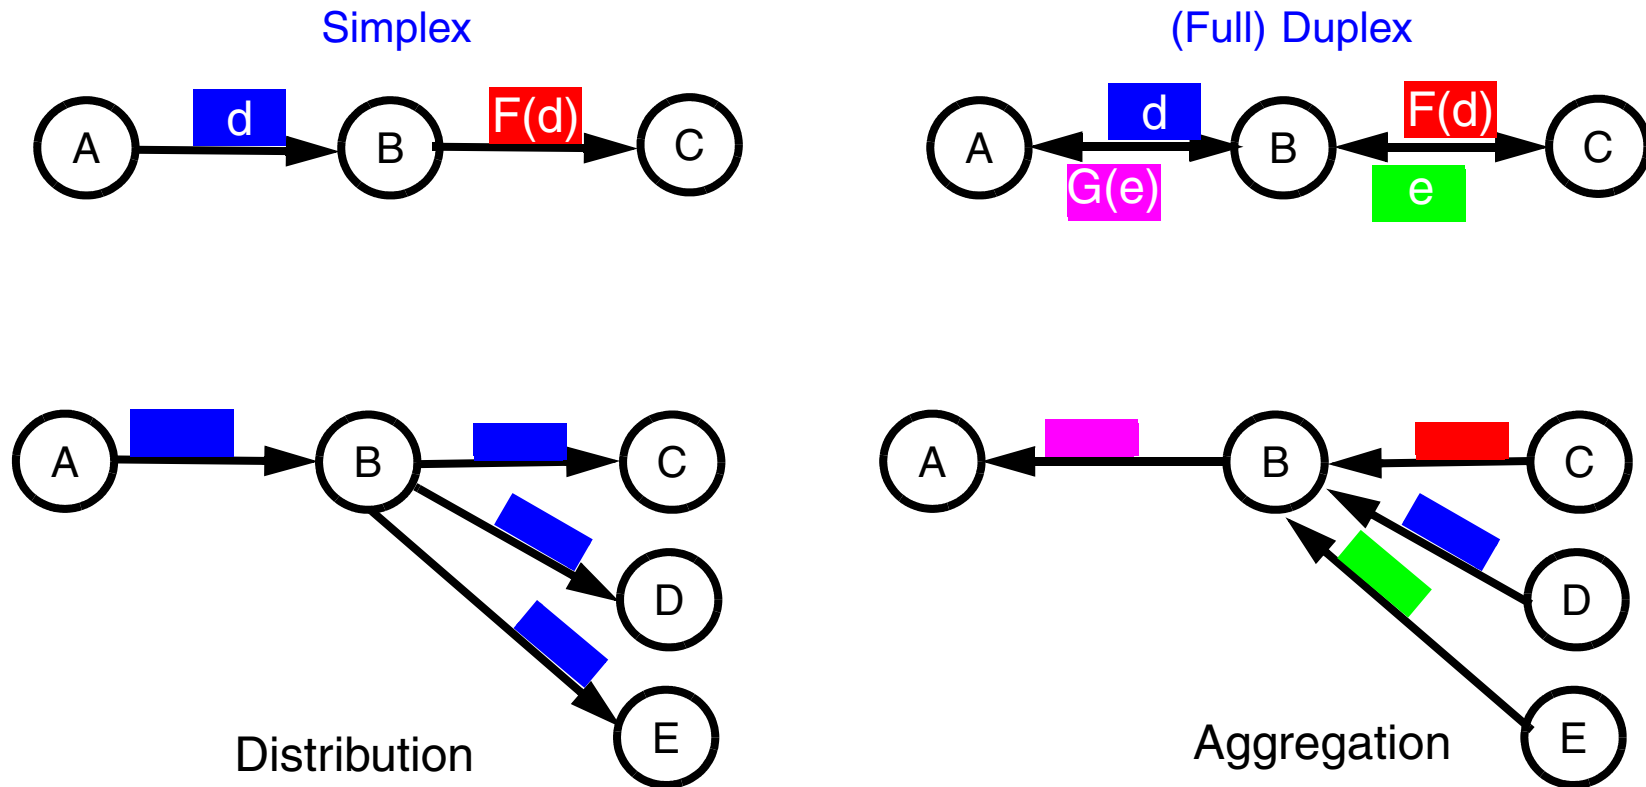 Simplex
(Full) Duplex
A
d
B
F(d)
C
A
d
G(e)
B
F(d)
e
C
A
B
C
D
E
Distribution
A
B
C
D
E
Aggregation